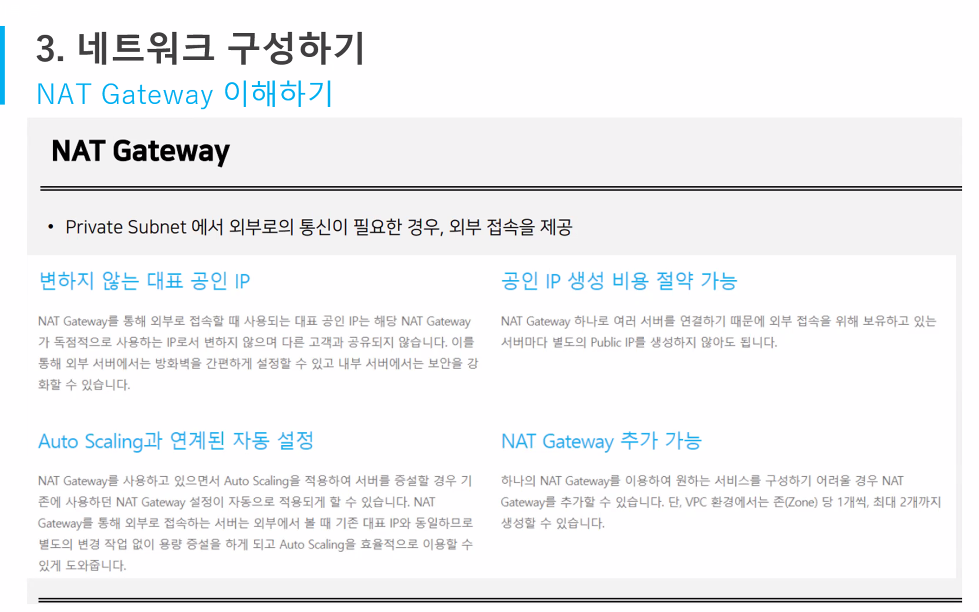 3. 네트워크 구성하기
NAT Gateway 이해하기
NAT Gateway
• Private Subnet 에서 외부로의 통신이 필요한 경우, 외부 접속을 제공
변하지 않는 대표 공인 IP
NAT Gateway를 통해 외부로 접속할 때 사용되는 대표 공인 IP는 해당 NAT Gateway
가 독점적으로 사용하는 IP로서 변하지 않으며 다른 고객과 공유되지 않습니다. 이를
통해 외부 서버에서는 방화벽을 간편하게 설정할 수 있고 내부 서버에서는 보안을 강
화할 수 있습니다.
공인 IP 생성 비용 절약 가능
NAT Gateway 하나로 여러 서버를 연결하기 때문에 외부 접속을 위해 보유하고 있는
서버마다 별도의 Public IP를 생성하지 않아도 됩니다.
Auto Scaling과 연계된 자동 설정
NAT Gateway를 사용하고 있으면서 Auto Scaling을 적용하여 서버를 증설할 경우 기
존에 사용하던 NAT Gateway 설정이 자동으로 적용되게 할 수 있습니다. NAT
Gateway를 통해 외부로 접속하는 서버는 외부에서 볼 때 기존 대표 IP와 동일하므로
별도의 변경 작업 없이 용량 증설을 하게 되고 Auto Scaling을 효율적으로 이용할 수
있게 도와줍니다.
NAT Gateway 추가 가능
하나의 NAT Gateway를 이용하여 원하는 서비스를 구성하기 어려울 경우 NAT
Gateway를 추가할 수 있습니다. 단, VPC 환경에서는 존(Zone) 당 1개씩, 최대 2개까지
생성할 수 있습니다.